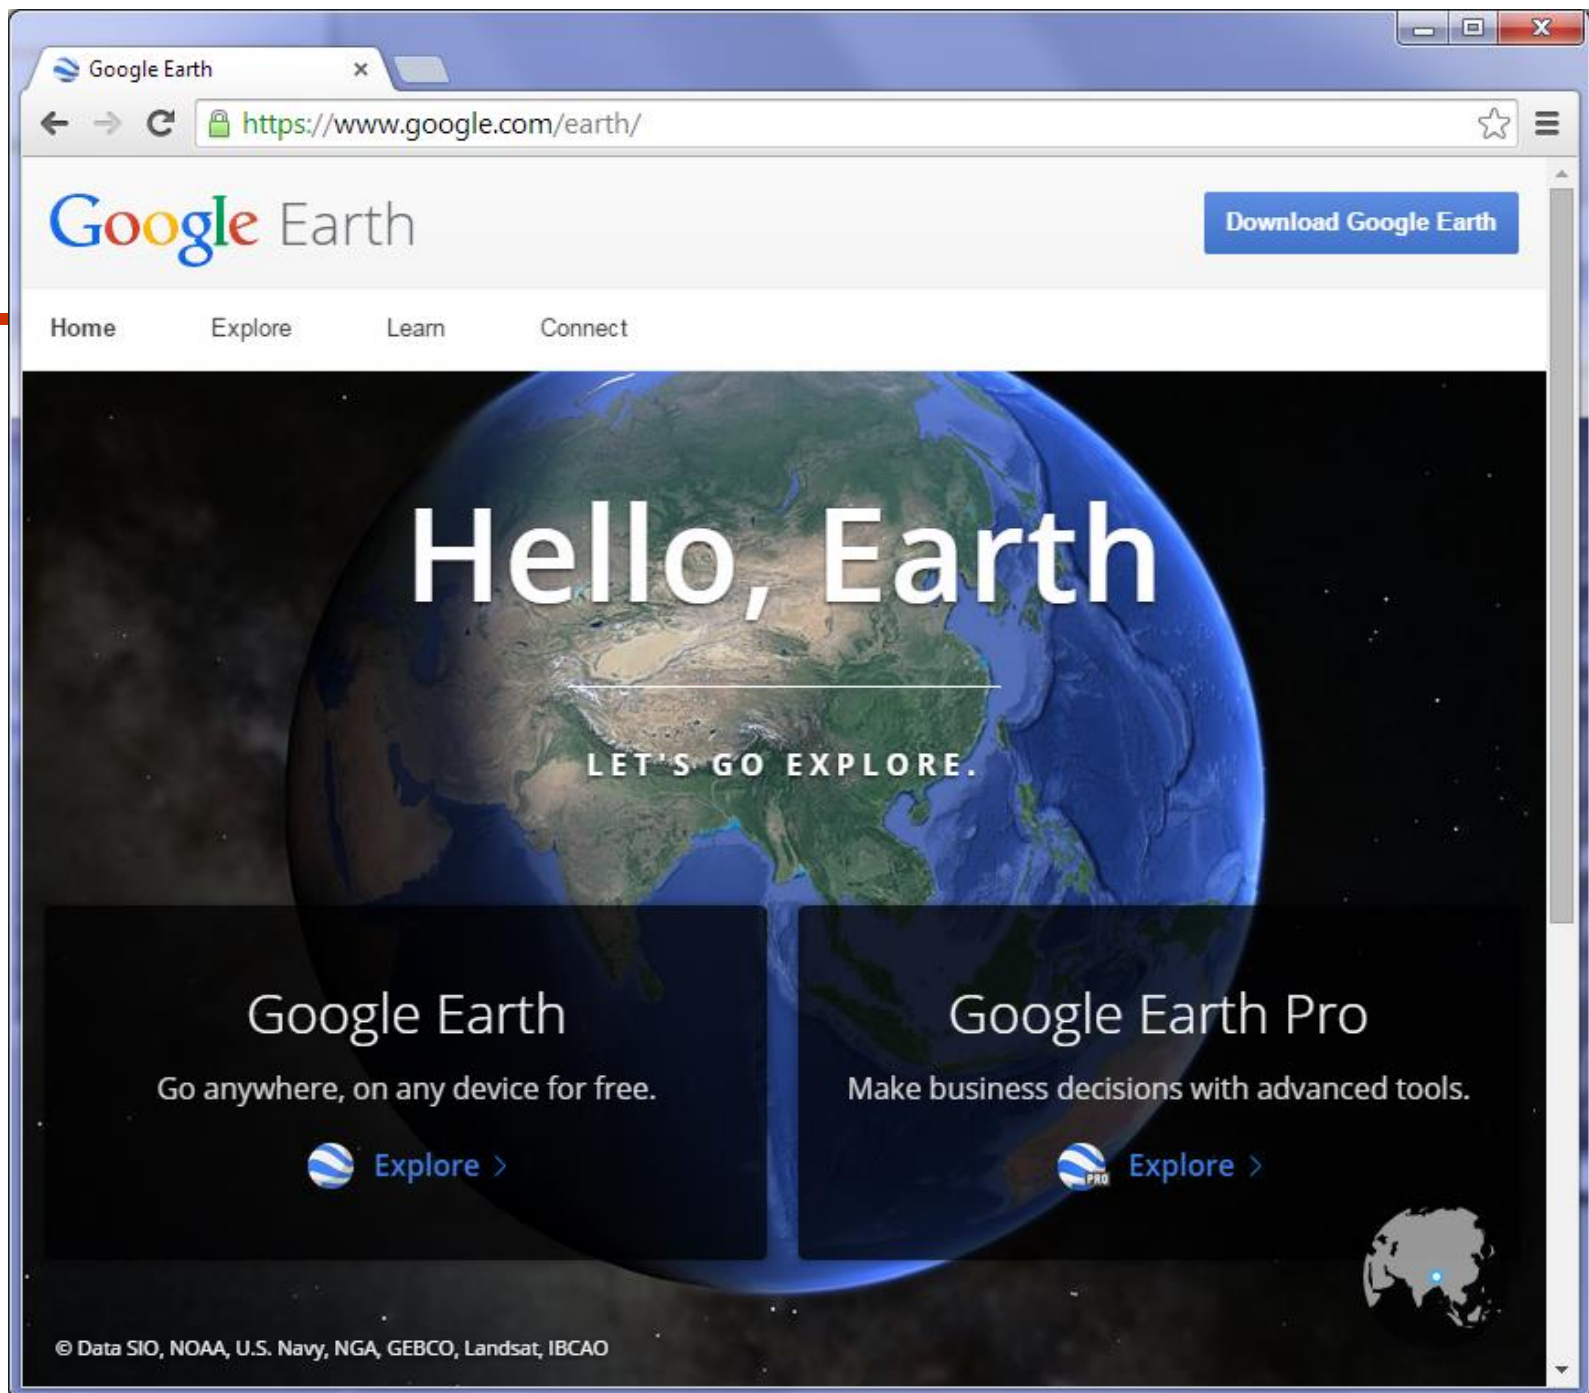 Google Earth
https://www.google.com/earth/
Google Earth
Download Google Earth
Home Explore Learn Connect
Hello, Earth
LET'S GO EXPLORE.
Google Earth
Go anywhere, on any device for free.
Explore >
Google Earth Pro
Make business decisions with advanced tools.
PRO
Explore >
© Data SIO, NOAA, U.S. Navy, NGA, GEBCO, Landsat, IBCAO